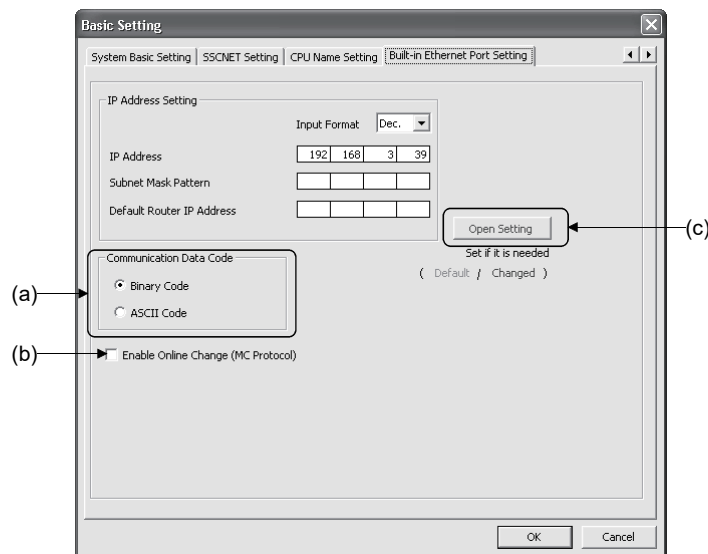 Basic Setting
System Basic Setting SSCNET Setting CPU Name Setting Built-in Ethernet Port Setting
IP Address Setting
Input Format Dec.
IP Address 192 168 3 39
Subnet Mask Pattern
Default Router IP Address
Open Setting
(c)
Set if it is needed
( Default / Changed )
Communication Data Code
(a)
Binary Code
ASCII Code
(b)
Enable Online Change (MC Protocol)
OK Cancel